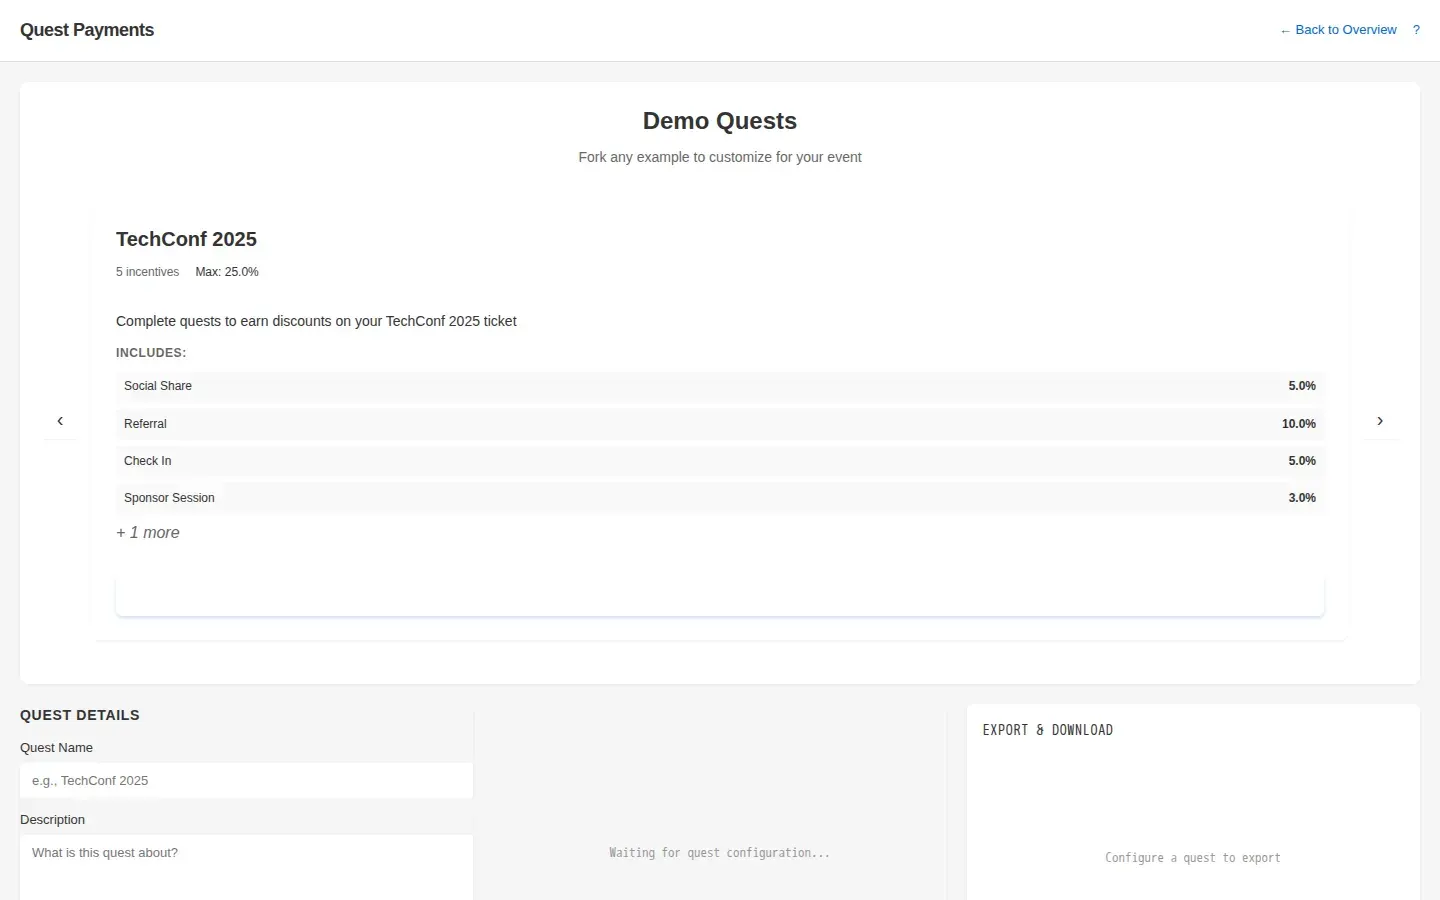 Quest Payments
← Back to Overview ?
Demo Quests
Fork any example to customize for your event
TechConf 2025
5 incentives Max: 25.0%
Complete quests to earn discounts on your TechConf 2025 ticket
INCLUDES:
Social Share 5.0%
Referral 10.0%
Check In 5.0%
Sponsor Session 3.0%
+ 1 more
‹ ›
QUEST DETAILS
Quest Name
e.g., TechConf 2025
Description
What is this quest about?
Waiting for quest configuration...
EXPORT & DOWNLOAD
Configure a quest to export